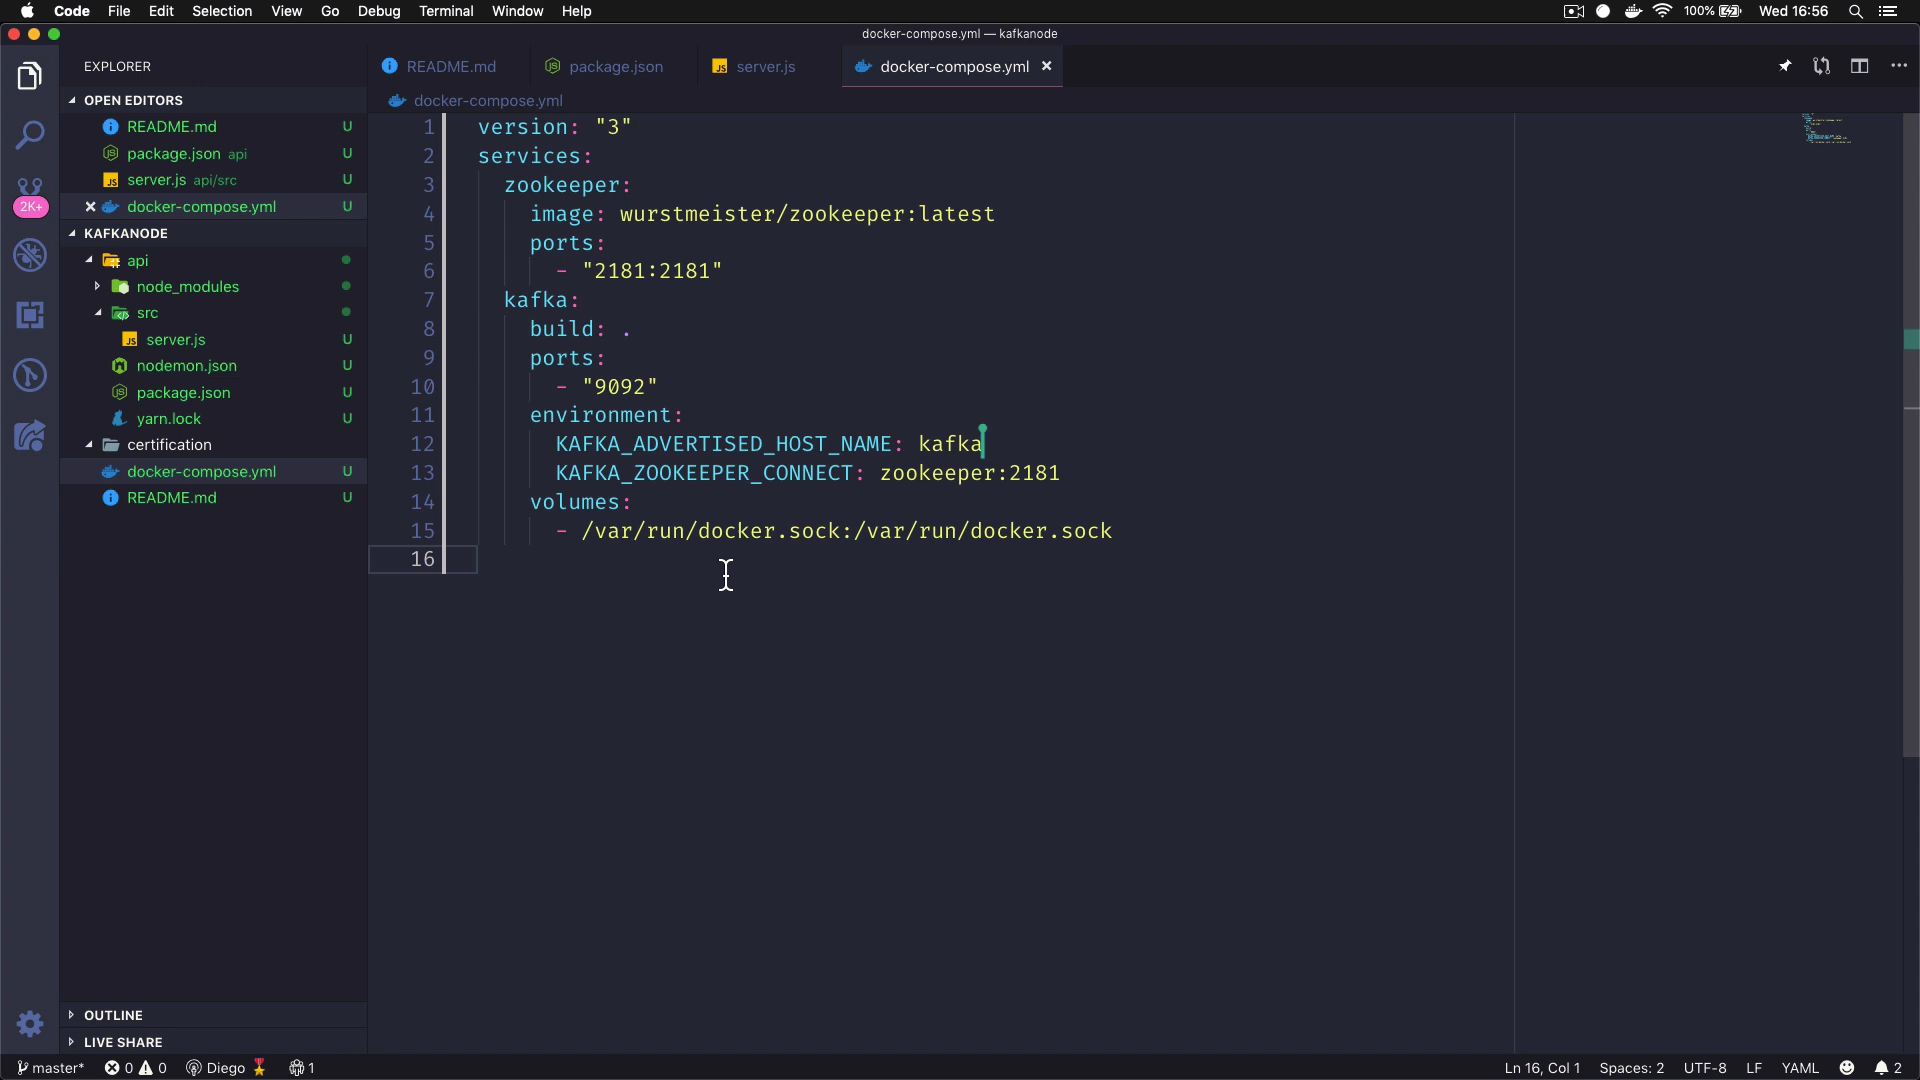 Code File Edit Selection View Go Debug Terminal Window Help 100% Wed 16:56
docker-compose.yml — kafkanode
EXPLORER
README.md package.json server.js docker-compose.yml
OPEN EDITORS
README.md U
package.json api U
server.js api/src U
docker-compose.yml U
2K+
KAFKANODE
api
node_modules
src
server.js U
nodemon.json U
package.json U
yarn.lock U
certification
docker-compose.yml U
README.md U
OUTLINE
LIVE SHARE
docker-compose.yml
1 version: "3"
2 services:
3 zookeeper:
4 image: wurstmeister/zookeeper:latest
5 ports:
6 - "2181:2181"
7 kafka:
8 build: .
9 ports:
10 - "9092"
11 environment:
12 KAFKA_ADVERTISED_HOST_NAME: kafka
13 KAFKA_ZOOKEEPER_CONNECT: zookeeper:2181
14 volumes:
15 - /var/run/docker.sock:/var/run/docker.sock
16
master* 0 0 Diego 1 Ln 16, Col 1 Spaces: 2 UTF-8 LF YAML 2